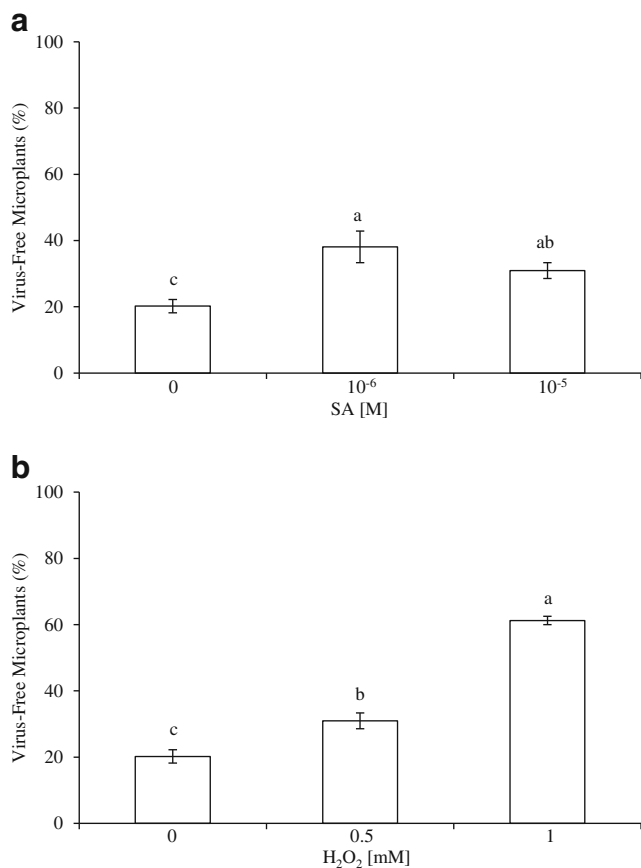 a
100
80
60
40
20
0
Virus-Free Microplants (%)
c
a
ab
0 10⁻⁶ 10⁻⁵
SA [M]
b
100
80
60
40
20
0
Virus-Free Microplants (%)
c
b
a
0 0.5 1
H₂O₂ [mM]